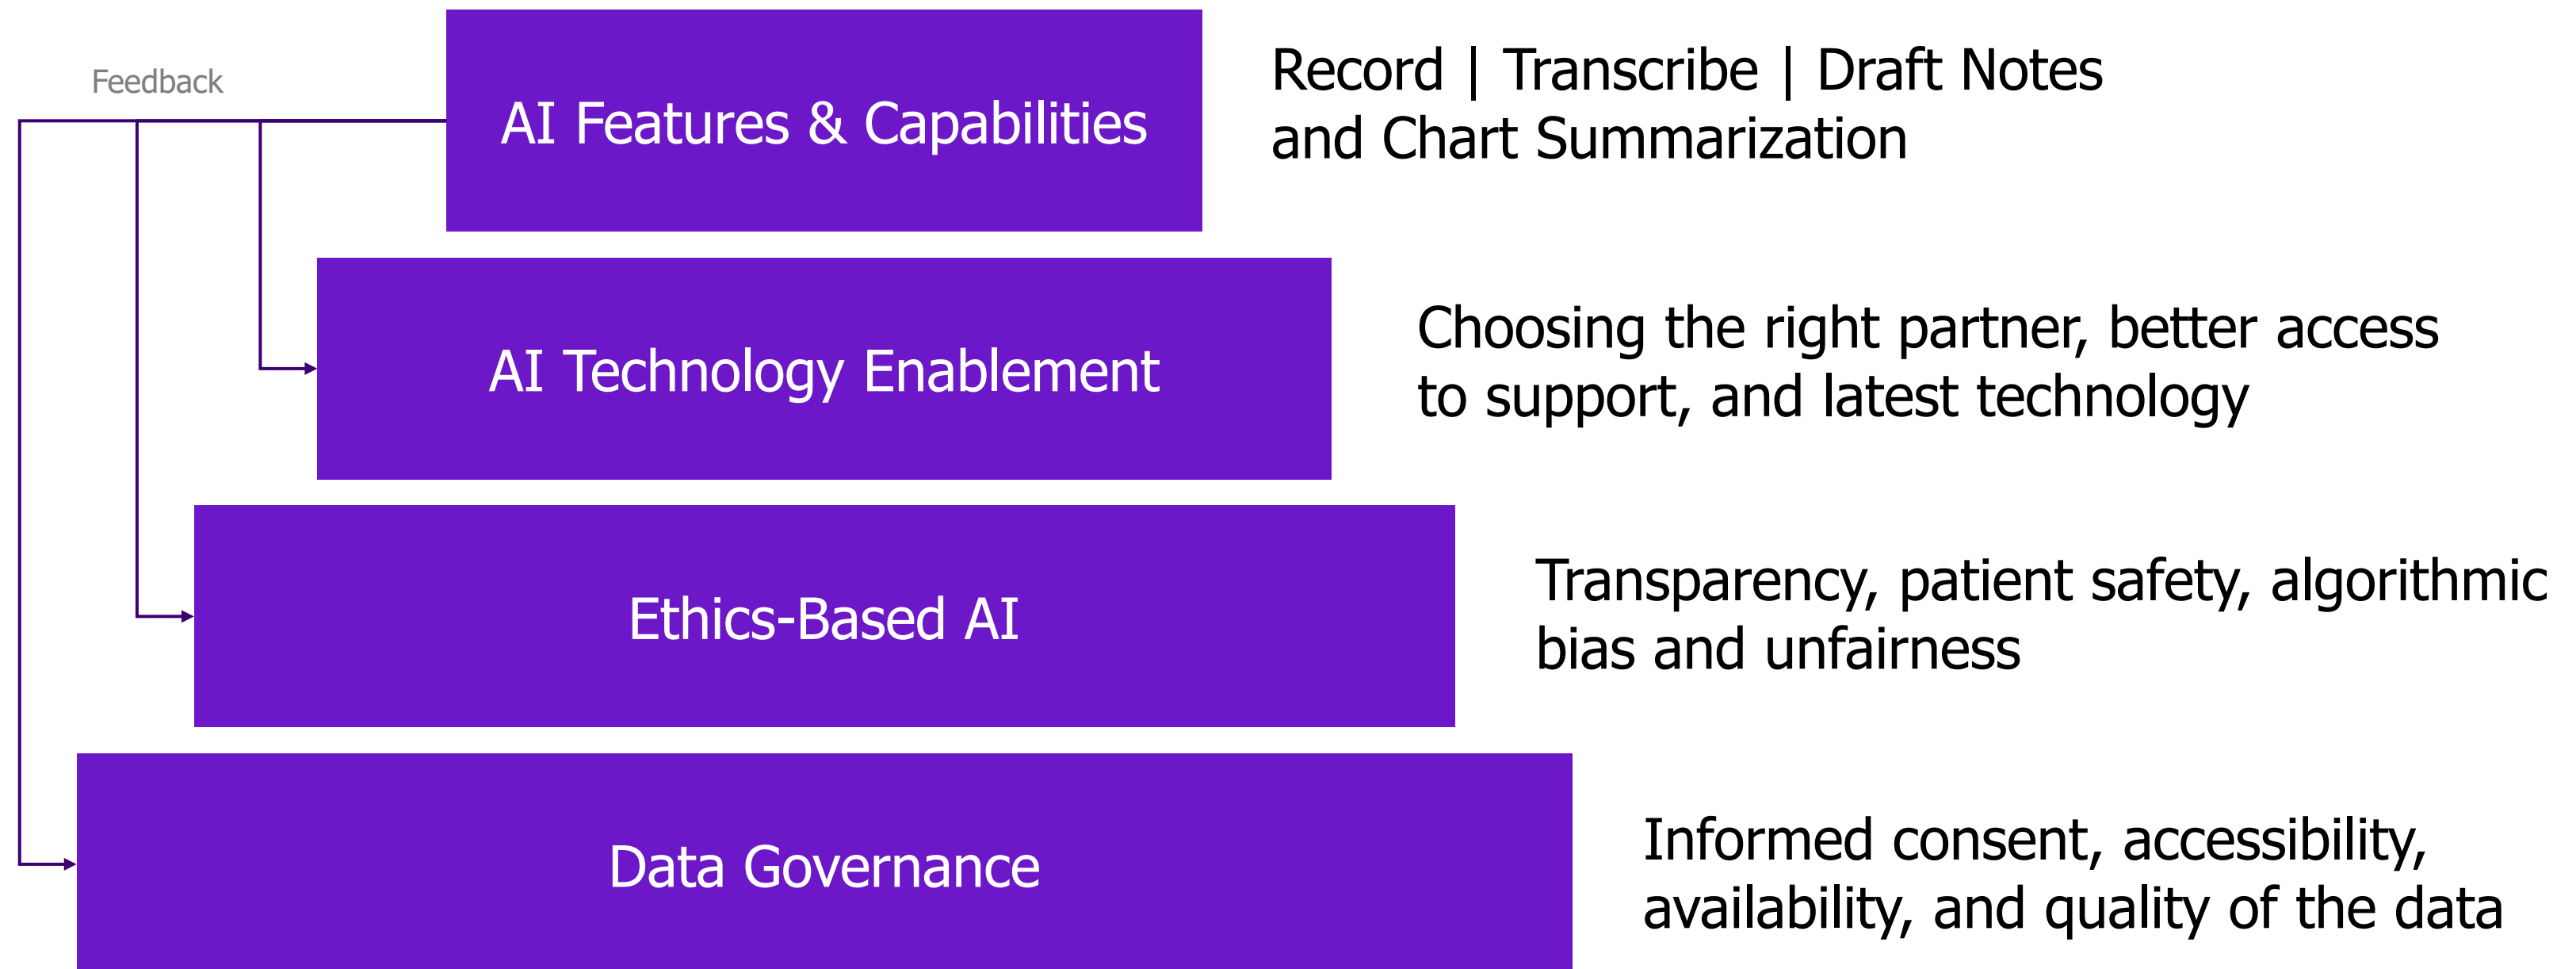 Feedback
AI Features & Capabilities
Record | Transcribe | Draft Notes
and Chart Summarization
AI Technology Enablement
Choosing the right partner, better access
to support, and latest technology
Ethics-Based AI
Transparency, patient safety, algorithmic
bias and unfairness
Data Governance
Informed consent, accessibility,
availability, and quality of the data